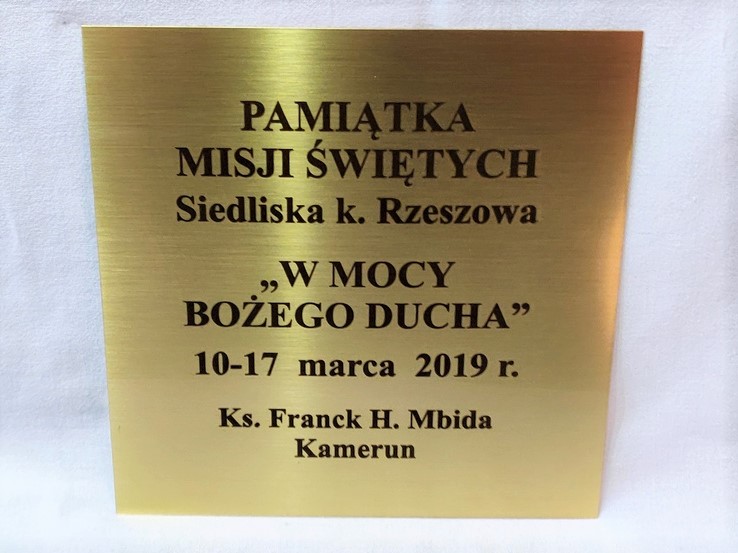 PAMIĄTKA
MISJI ŚWIĘTYCH
Siedliska k. Rzeszowa
„W MOCY
BOŻEGO DUCHA”
10-17 marca 2019 r.
Ks. Franck H. Mbida
Kamerun